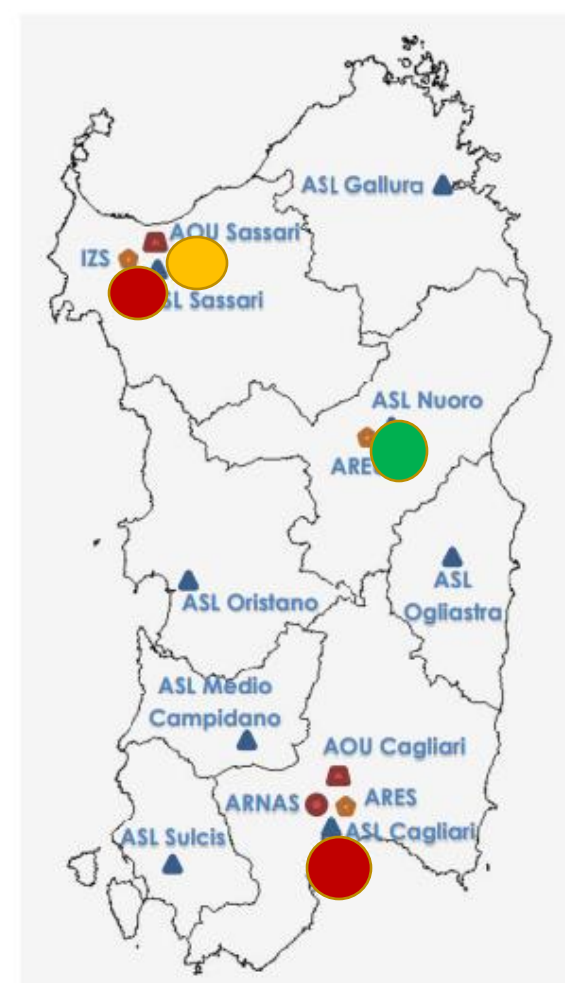 ASL Gallura
AOU Sassari
IZS
SL Sassari
ASL Nuoro
ARE
ASL
Ogliastra
ASL Oristano
ASL Medio
Campidano
AOU Cagliari
ARNAS
ARES
ASL Cagliari
ASL Sulcis